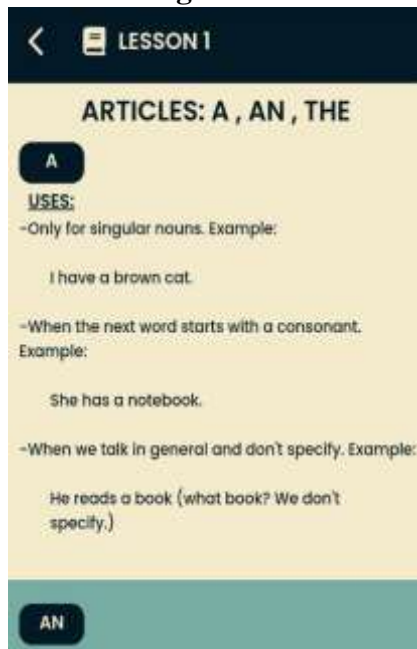 LESSON 1
ARTICLES: A , AN , THE
A
USES:
-Only for singular nouns. Example:
I have a brown cat.
-When the next word starts with a consonant.
Example:
She has a notebook.
-When we talk in general and don't specify. Example:
He reads a book (what book? We don't
specify.)
AN